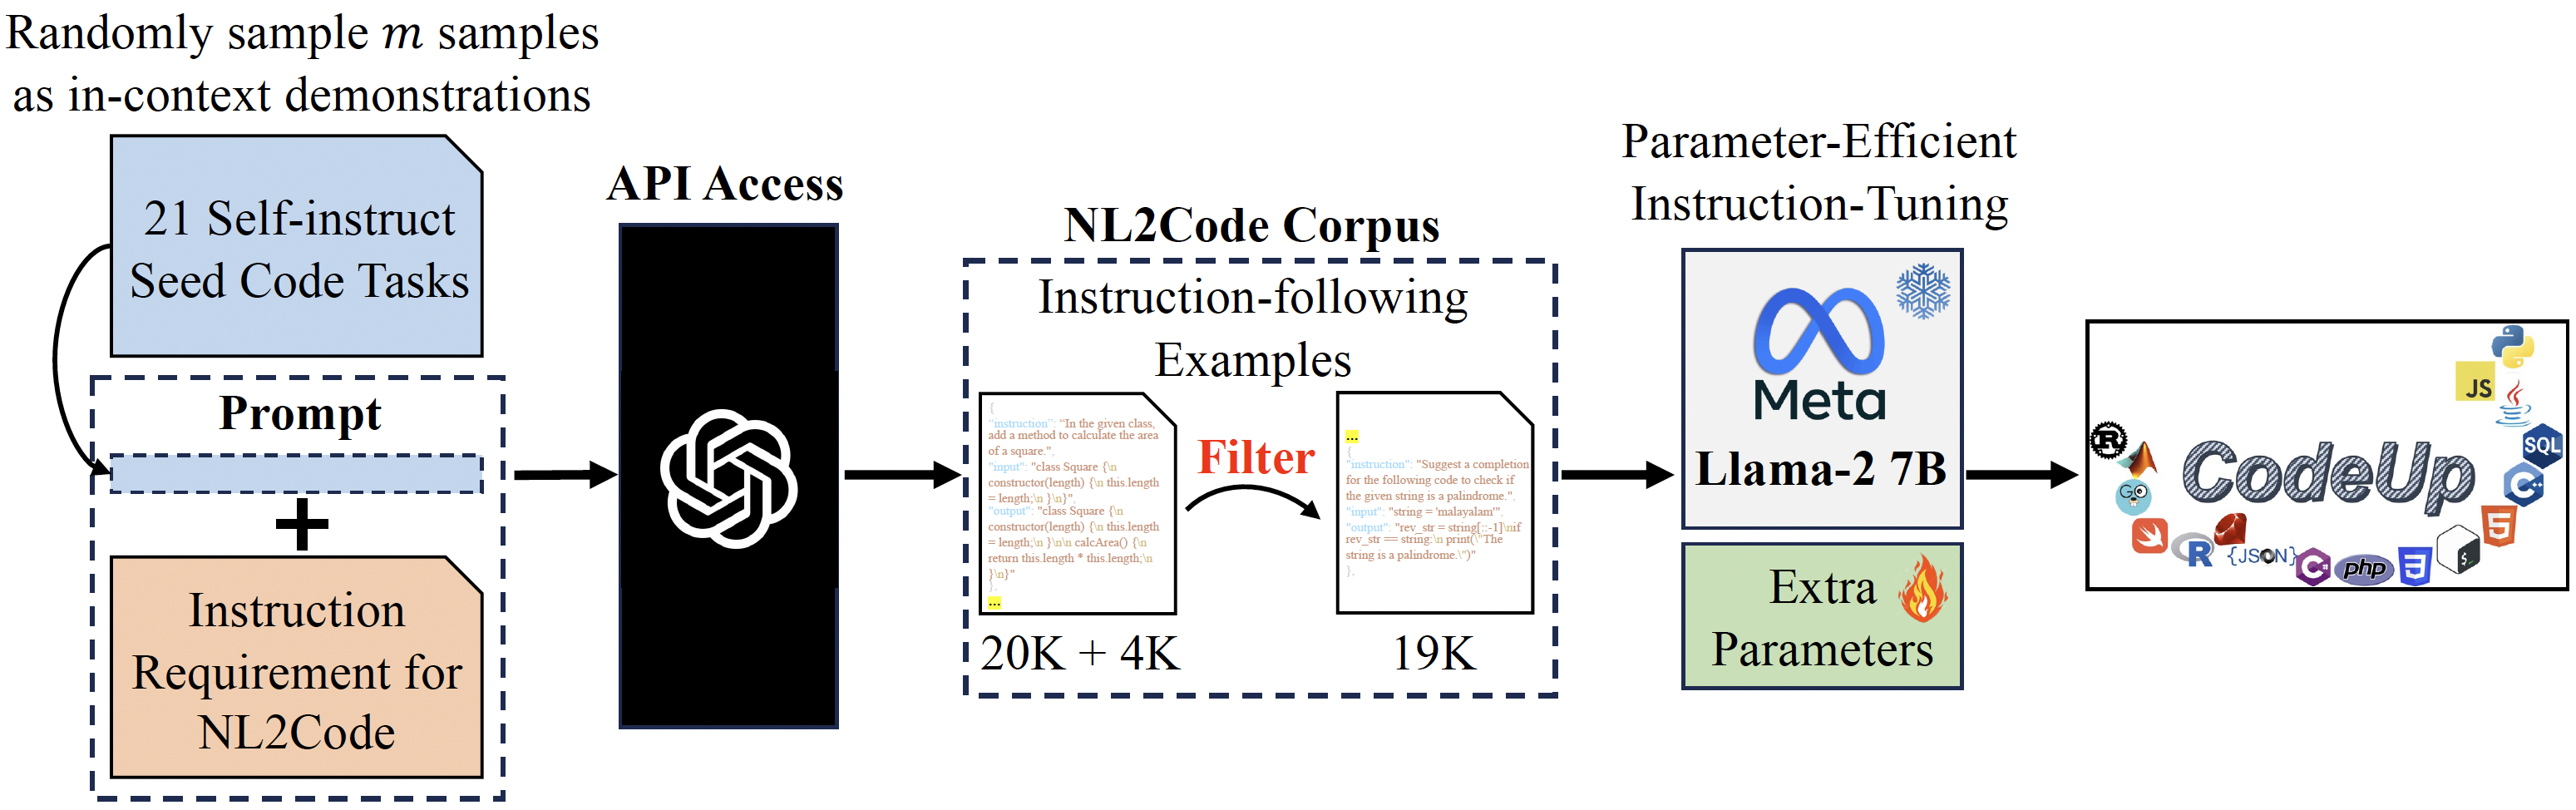 Randomly sample m samples
as in-context demonstrations
21 Self-instruct
Seed Code Tasks
Prompt
+
Instruction
Requirement for
NL2Code
API Access
NL2Code Corpus
Instruction-following
Examples
{
"instruction": "In the given class,
add a method to calculate the area
of a square.",
"input": "class Square {\n
constructor(length) {\n this.length
= length;\n }\n}",
"output": "class Square {\n
constructor(length) {\n this.length
= length;\n }\n\n calcArea() {\n
return this.length * this.length;\n
}\n}"
},
...
20K + 4K
Filter
...
{
"instruction": "Suggest a completion
for the following code to check if
the given string is a palindrome.",
"input": "string = 'malayalam'",
"output": "rev_str = string[::-1]\nif
rev_str == string:\n print(\"The
string is a palindrome.\")"
},
19K
Parameter-Efficient
Instruction-Tuning
Meta
Llama-2 7B
Extra
Parameters
JS
R
SQL
CodeUp
GO
C++
5
R
{JSON}
C#
php
3
$_